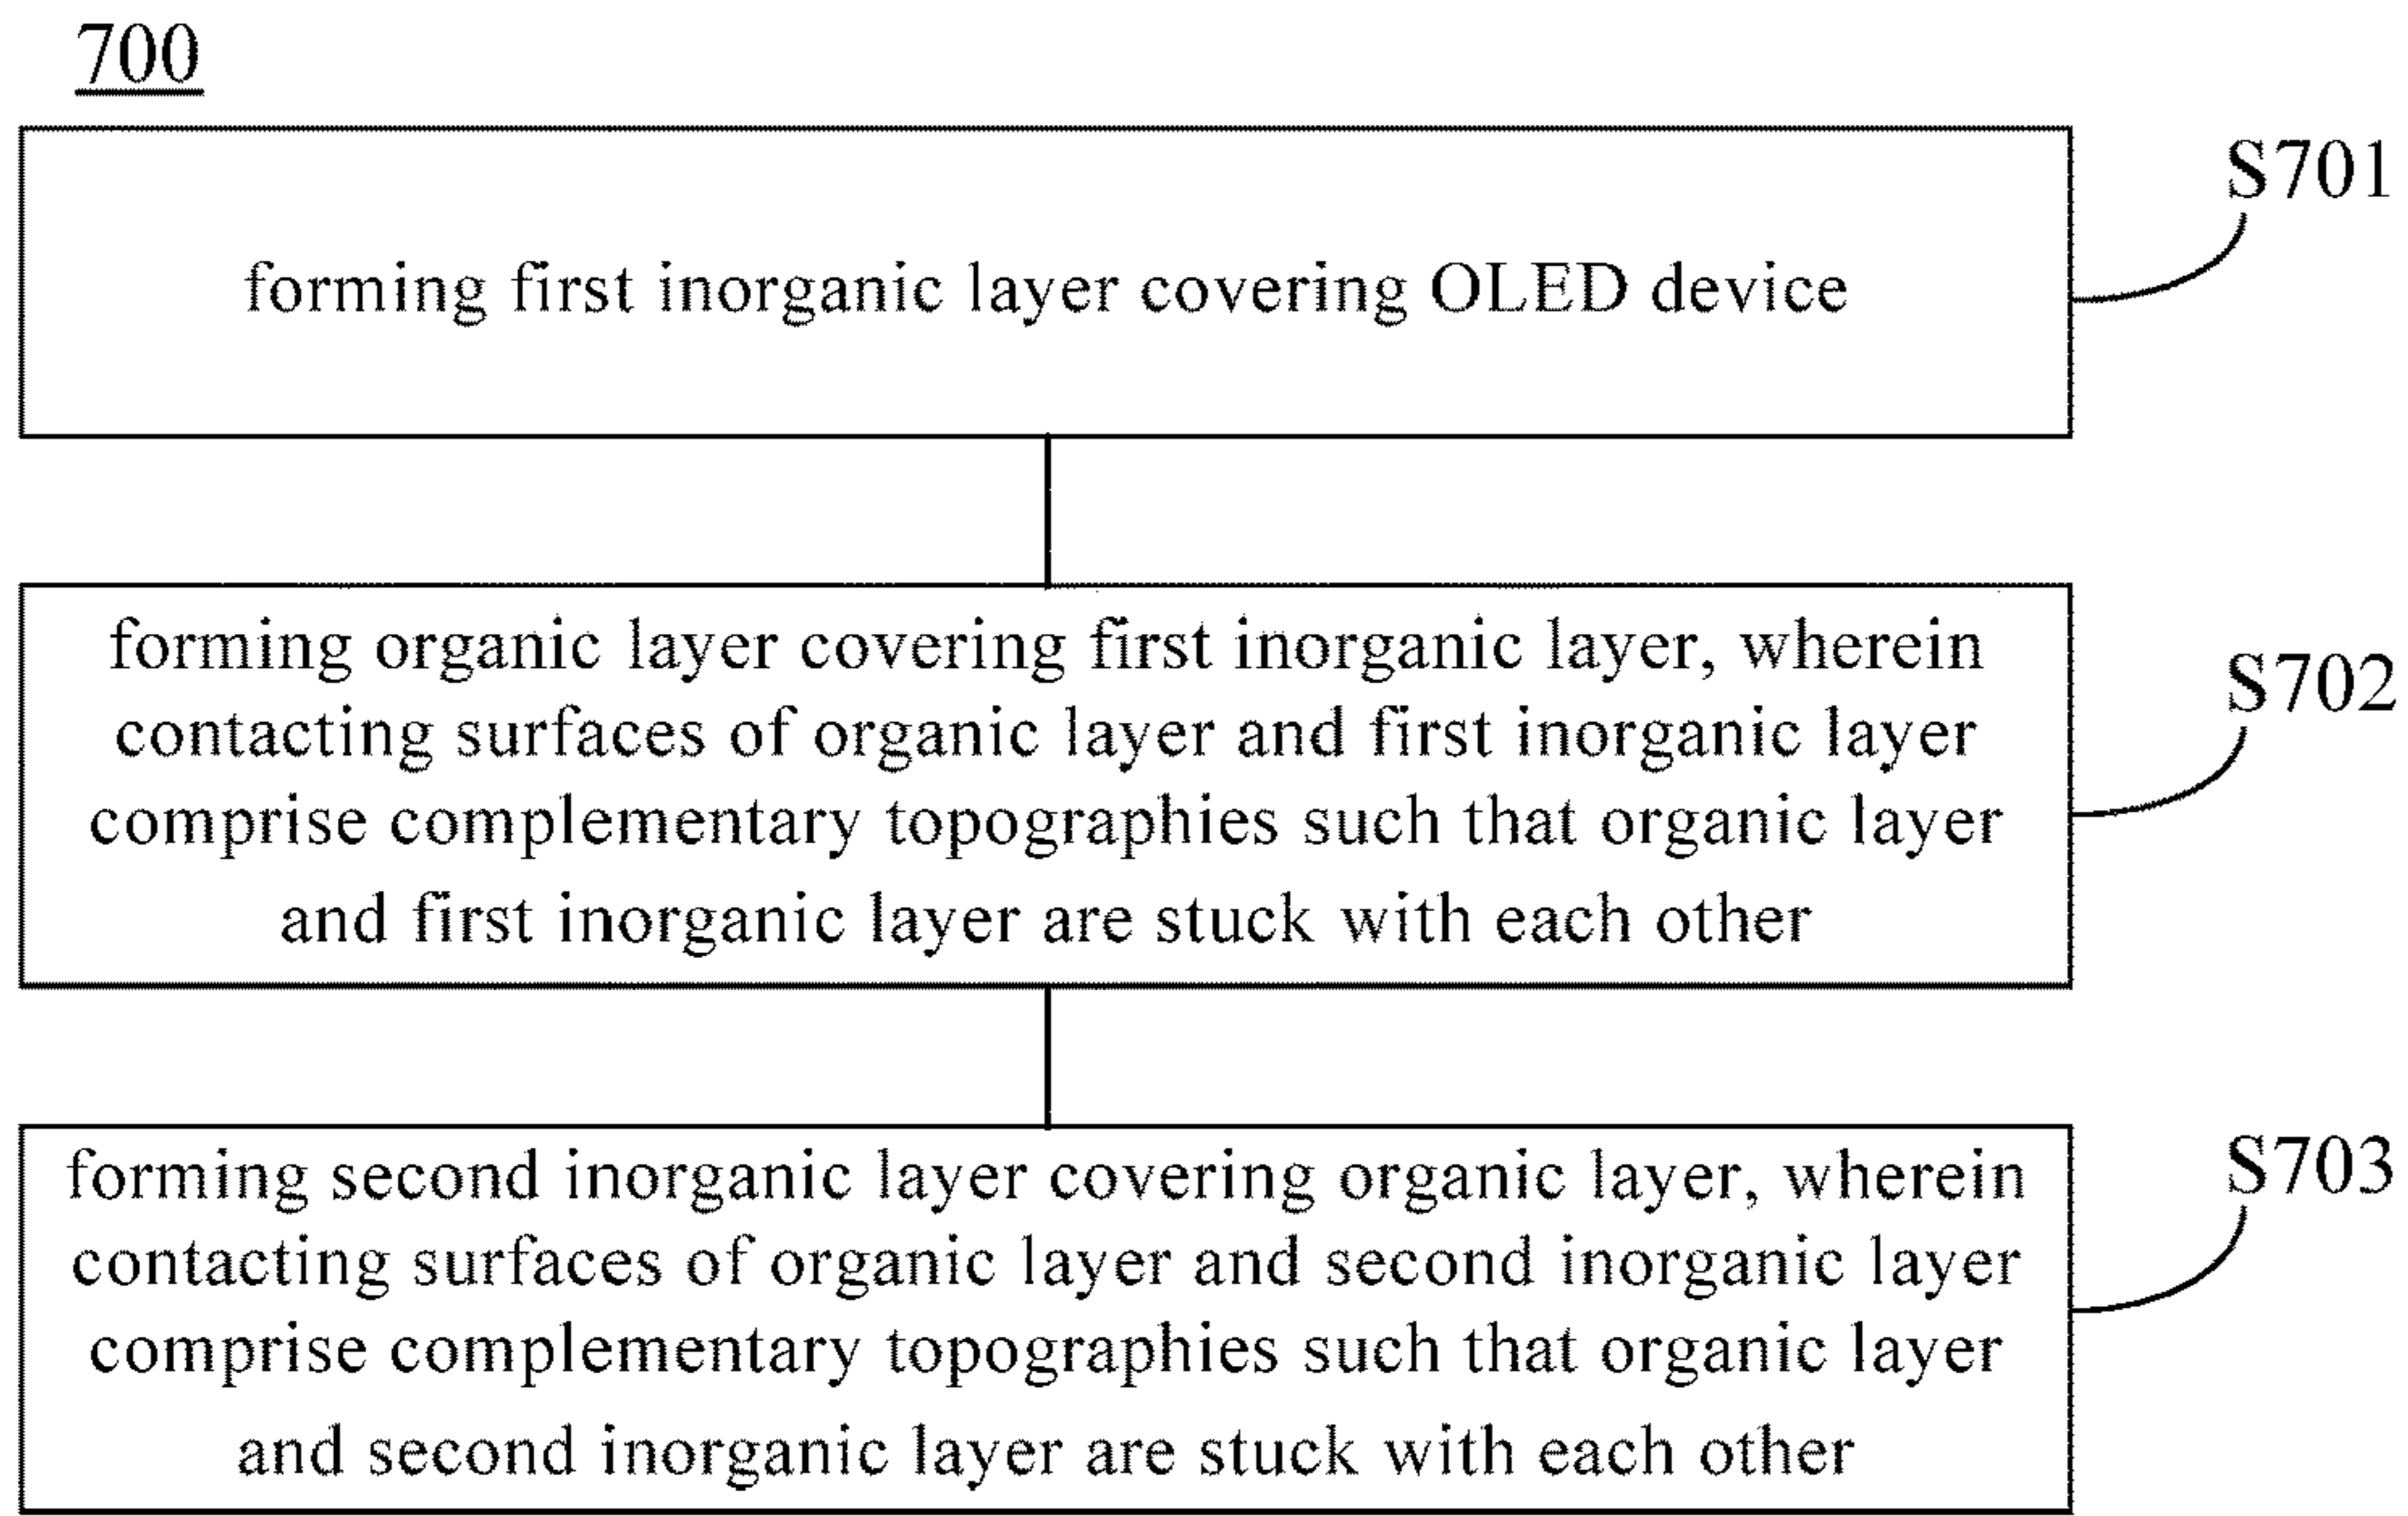 700
forming first inorganic layer covering OLED device
S701
forming organic layer covering first inorganic layer, wherein
contacting surfaces of organic layer and first inorganic layer
comprise complementary topographies such that organic layer
and first inorganic layer are stuck with each other
S702
forming second inorganic layer covering organic layer, wherein
contacting surfaces of organic layer and second inorganic layer
comprise complementary topographies such that organic layer
and second inorganic layer are stuck with each other
S703